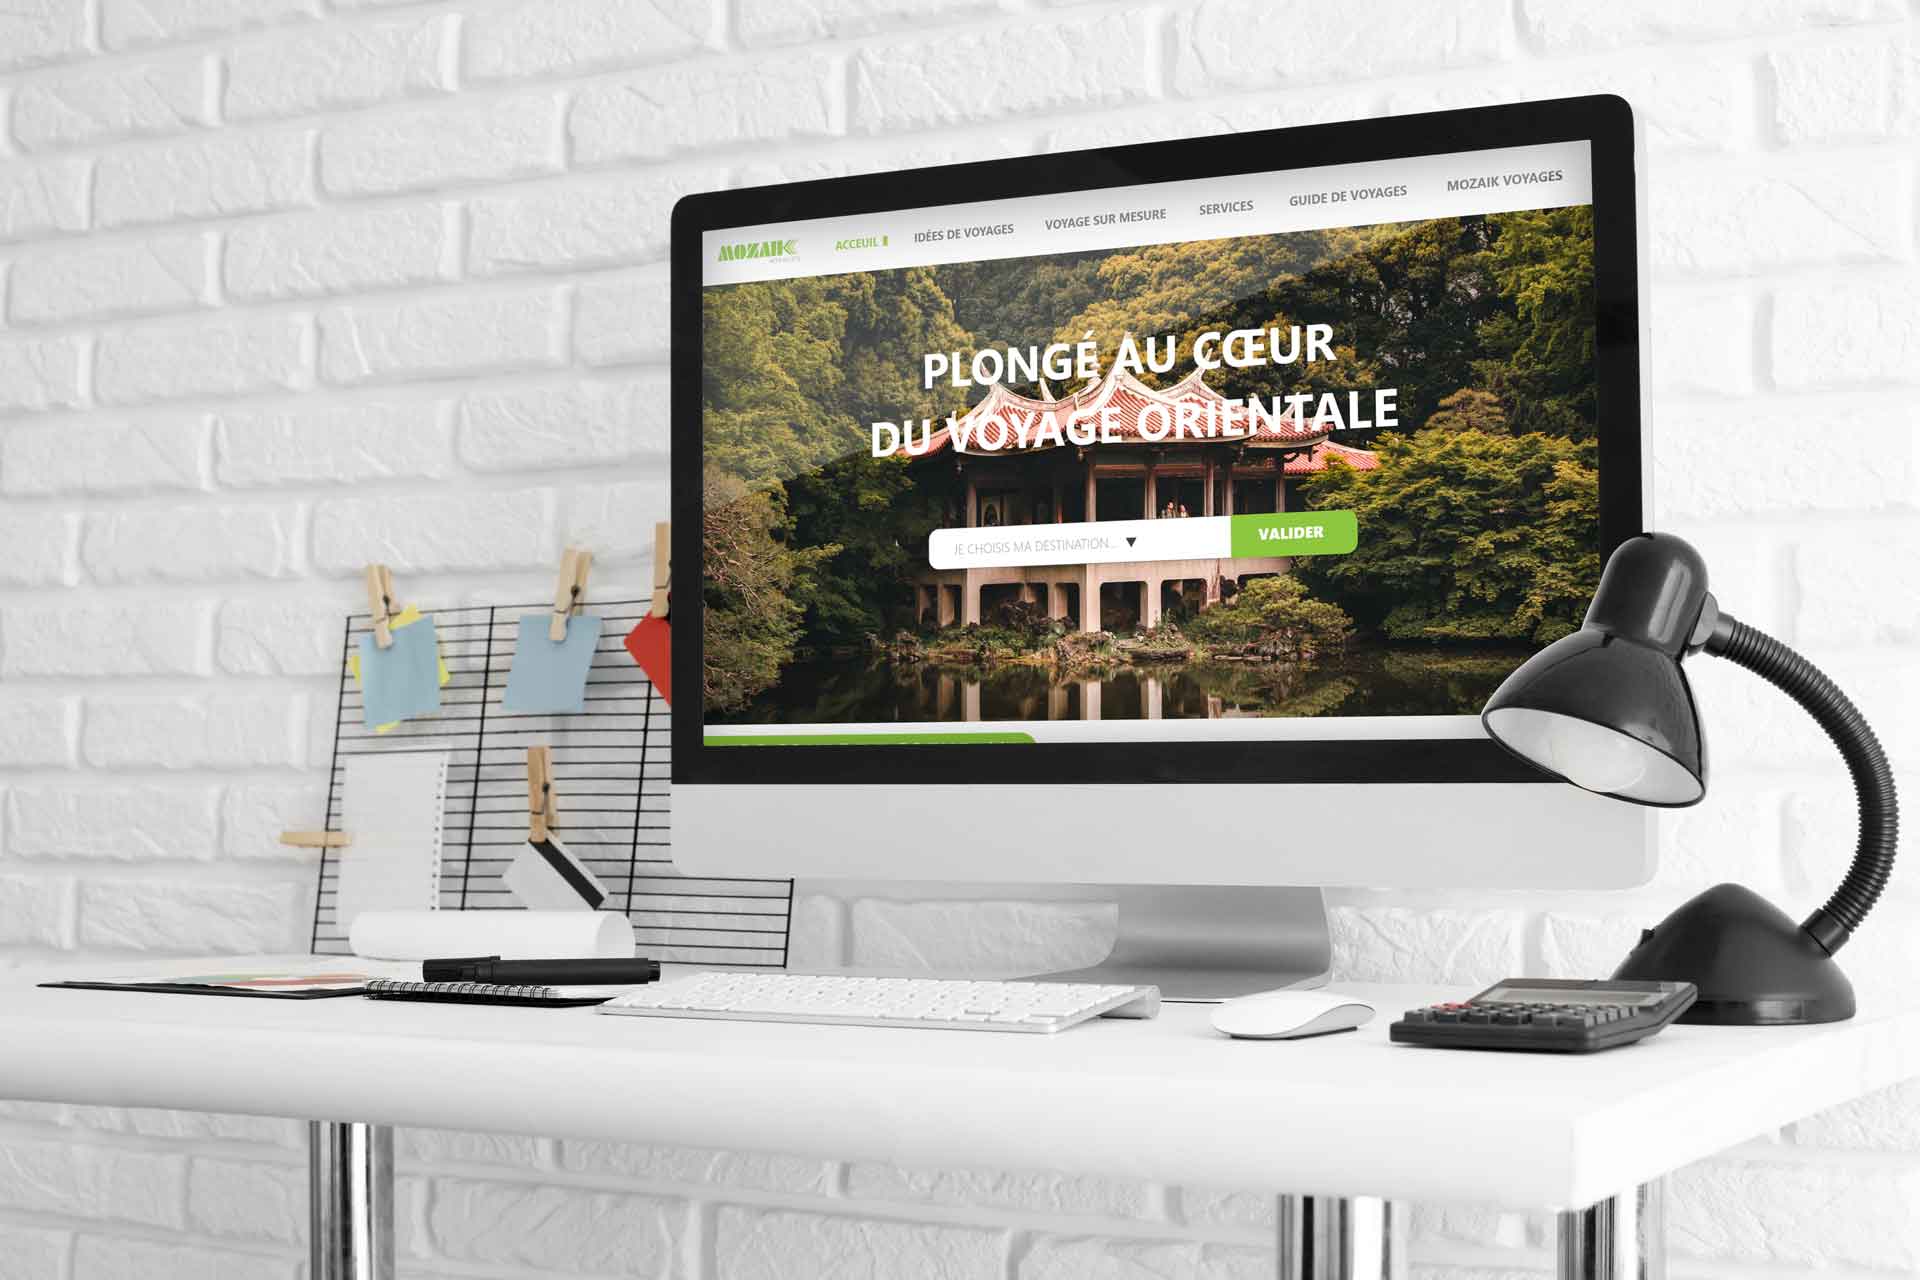 MOZAIK
ACCEUIL
IDÉES DE VOYAGES
VOYAGE SUR MESURE
SERVICES
GUIDE DE VOYAGES
MOZAIK VOYAGES
PLONGÉ AU CŒUR
DU VOYAGE ORIENTALE
JE CHOISIS MA DESTINATION...
VALIDER